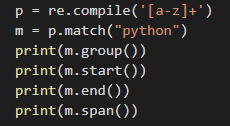 p = re.compile('[a-z]+')
m = p.match("python")
print(m.group())
print(m.start())
print(m.end())
print(m.span())